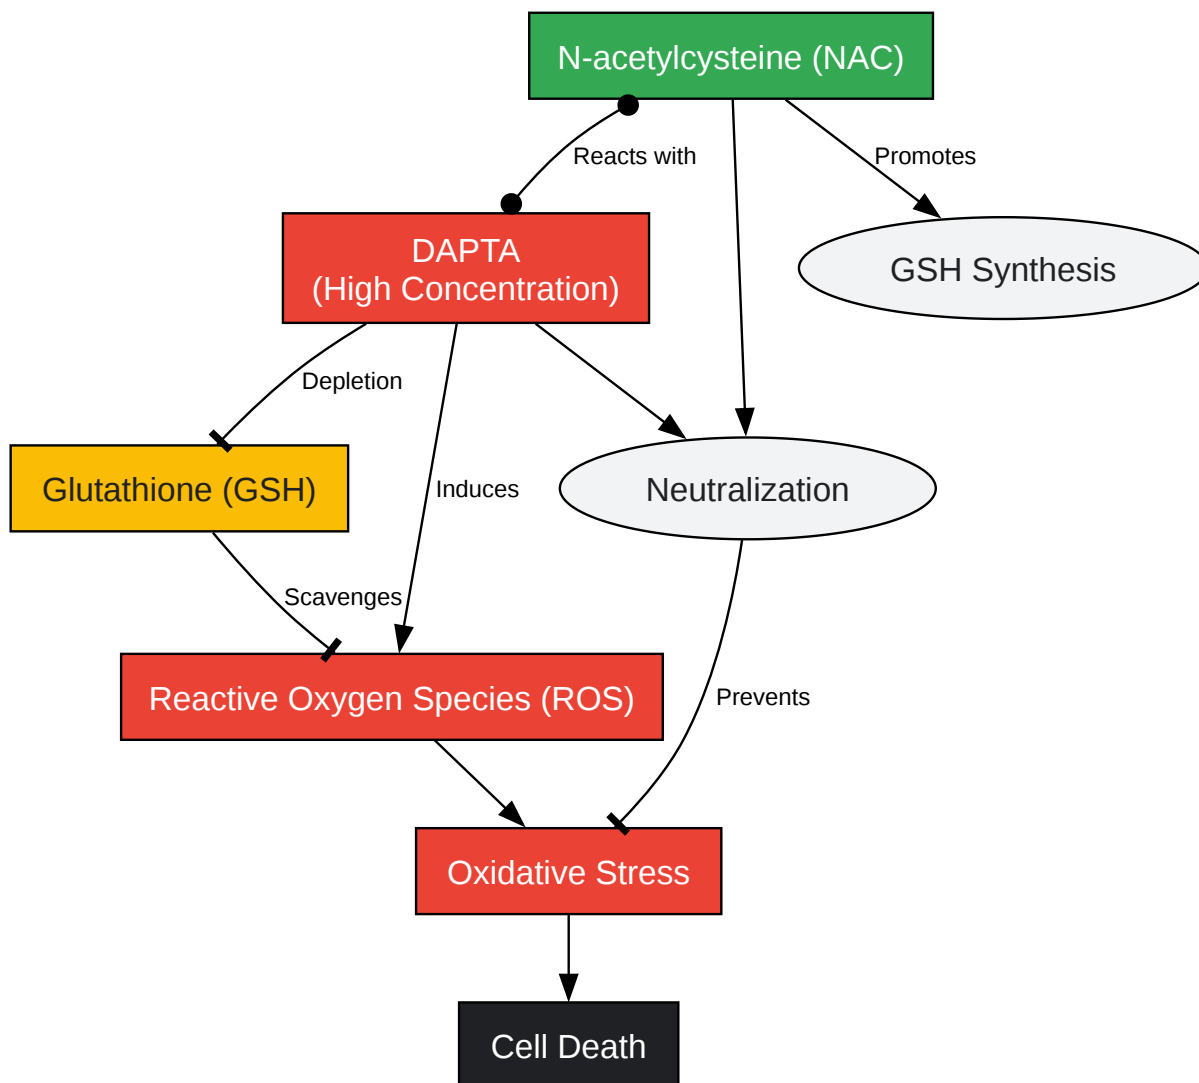 N-acetylcysteine (NAC)
Reacts with
Promotes
DAPTA
(High Concentration)
GSH Synthesis
Depletion
Glutathione (GSH)
Induces
Neutralization
Scavenges
Reactive Oxygen Species (ROS)
Prevents
Oxidative Stress
Cell Death